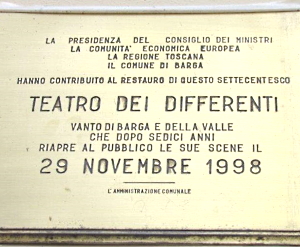 LA PRESIDENZA DEL CONSIGLIO DEI MINISTRI
LA COMUNITÀ ECONOMICA EUROPEA
LA REGIONE TOSCANA
IL COMUNE DI BARGA
HANNO CONTRIBUITO AL RESTAURO DI QUESTO SETTECENTESCO
TEATRO DEI DIFFERENTI
VANTO DI BARGA E DELLA VALLE
CHE DOPO SEDICI ANNI
RIAPRE AL PUBBLICO LE SUE SCENE IL
29 NOVEMBRE 1998
L'AMMINISTRAZIONE COMUNALE